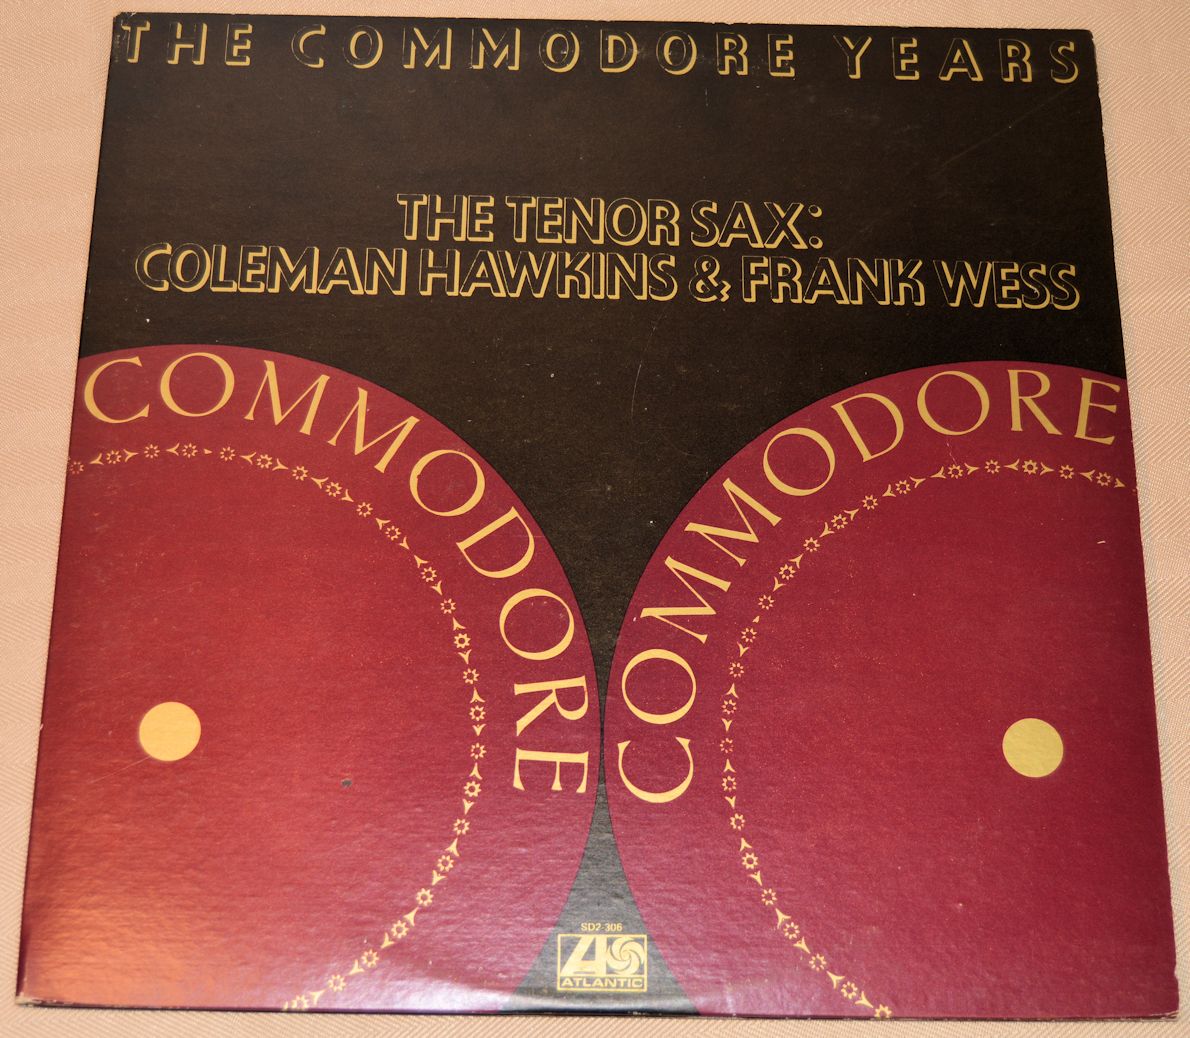 THE COMMODORE YEARS
THE TENOR SAX:
COLEMAN HAWKINS & FRANK WESS
COMMODORE
COMMODORE
SD2-306
ATLANTIC